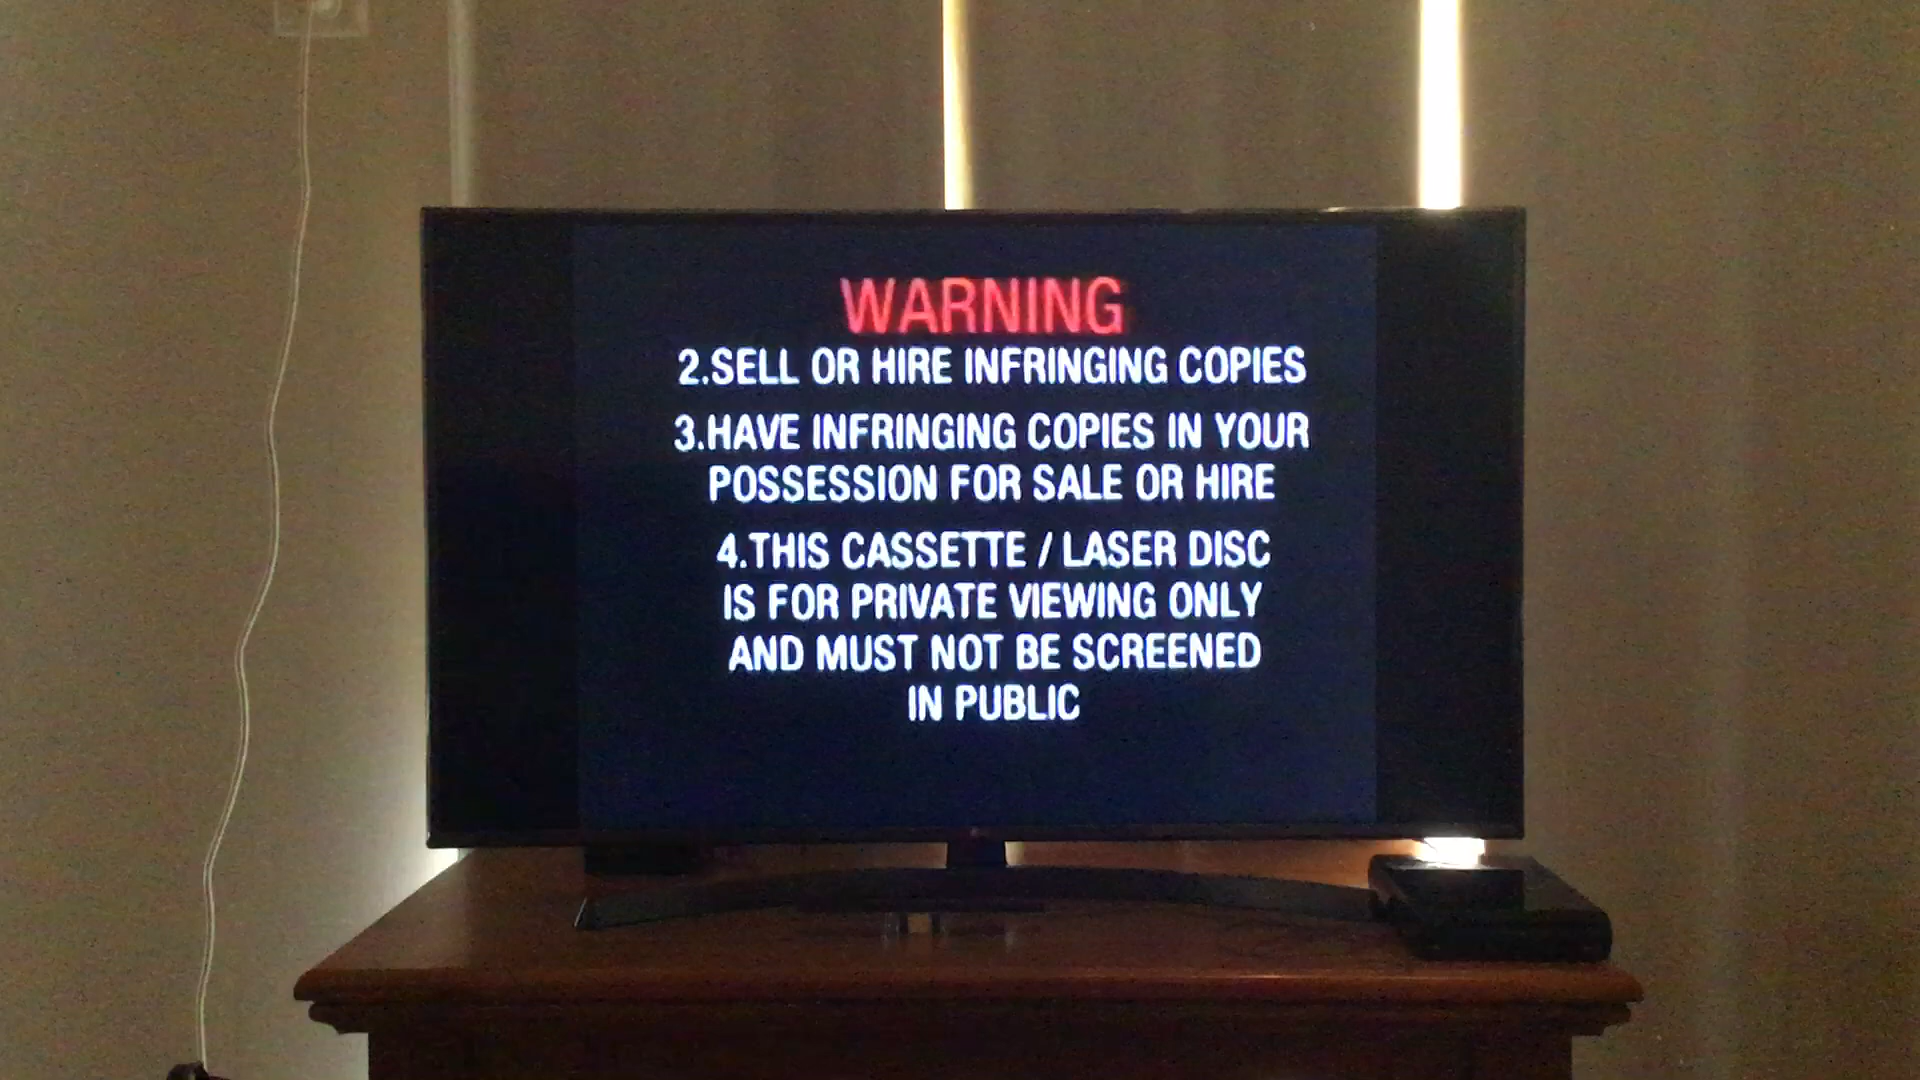 WARNING
2.SELL OR HIRE INFRINGING COPIES
3.HAVE INFRINGING COPIES IN YOUR
POSSESSION FOR SALE OR HIRE
4.THIS CASSETTE / LASER DISC
IS FOR PRIVATE VIEWING ONLY
AND MUST NOT BE SCREENED
IN PUBLIC